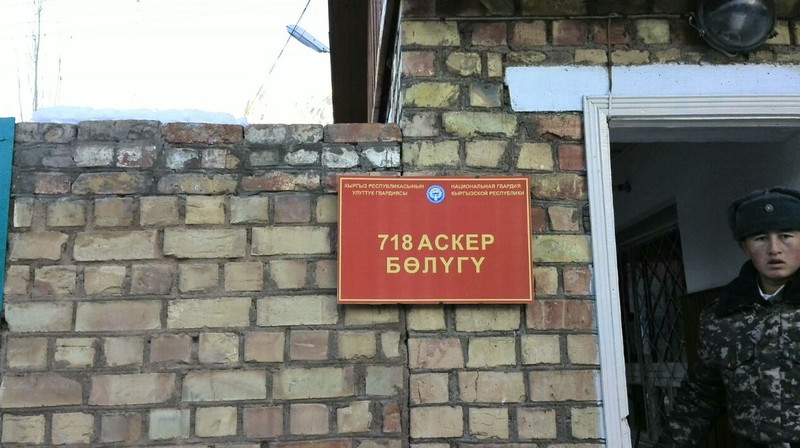 КЫРГЫЗ РЕСПУБЛИКАСЫНЫН
УЛУТТУК ГВАРДИЯСЫ
НАЦИОНАЛЬНАЯ ГВАРДИЯ
КЫРГЫЗСКОЙ РЕСПУБЛИКИ
718 АСКЕР
БӨЛҮГҮ